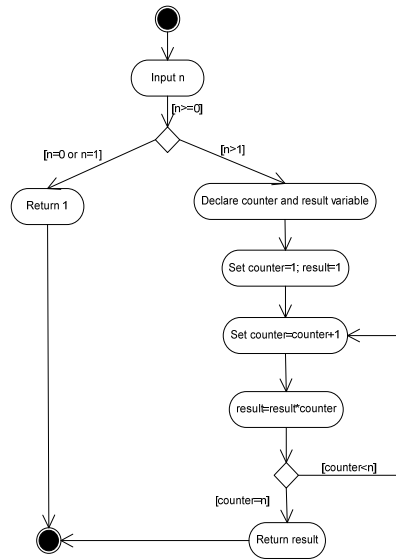 Input n
[n>=0]
[n=0 or n=1]
[n>1]
Return 1
Declare counter and result variable
Set counter=1; result=1
Set counter=counter+1
result=result*counter
[counter<n]
[counter=n]
Return result